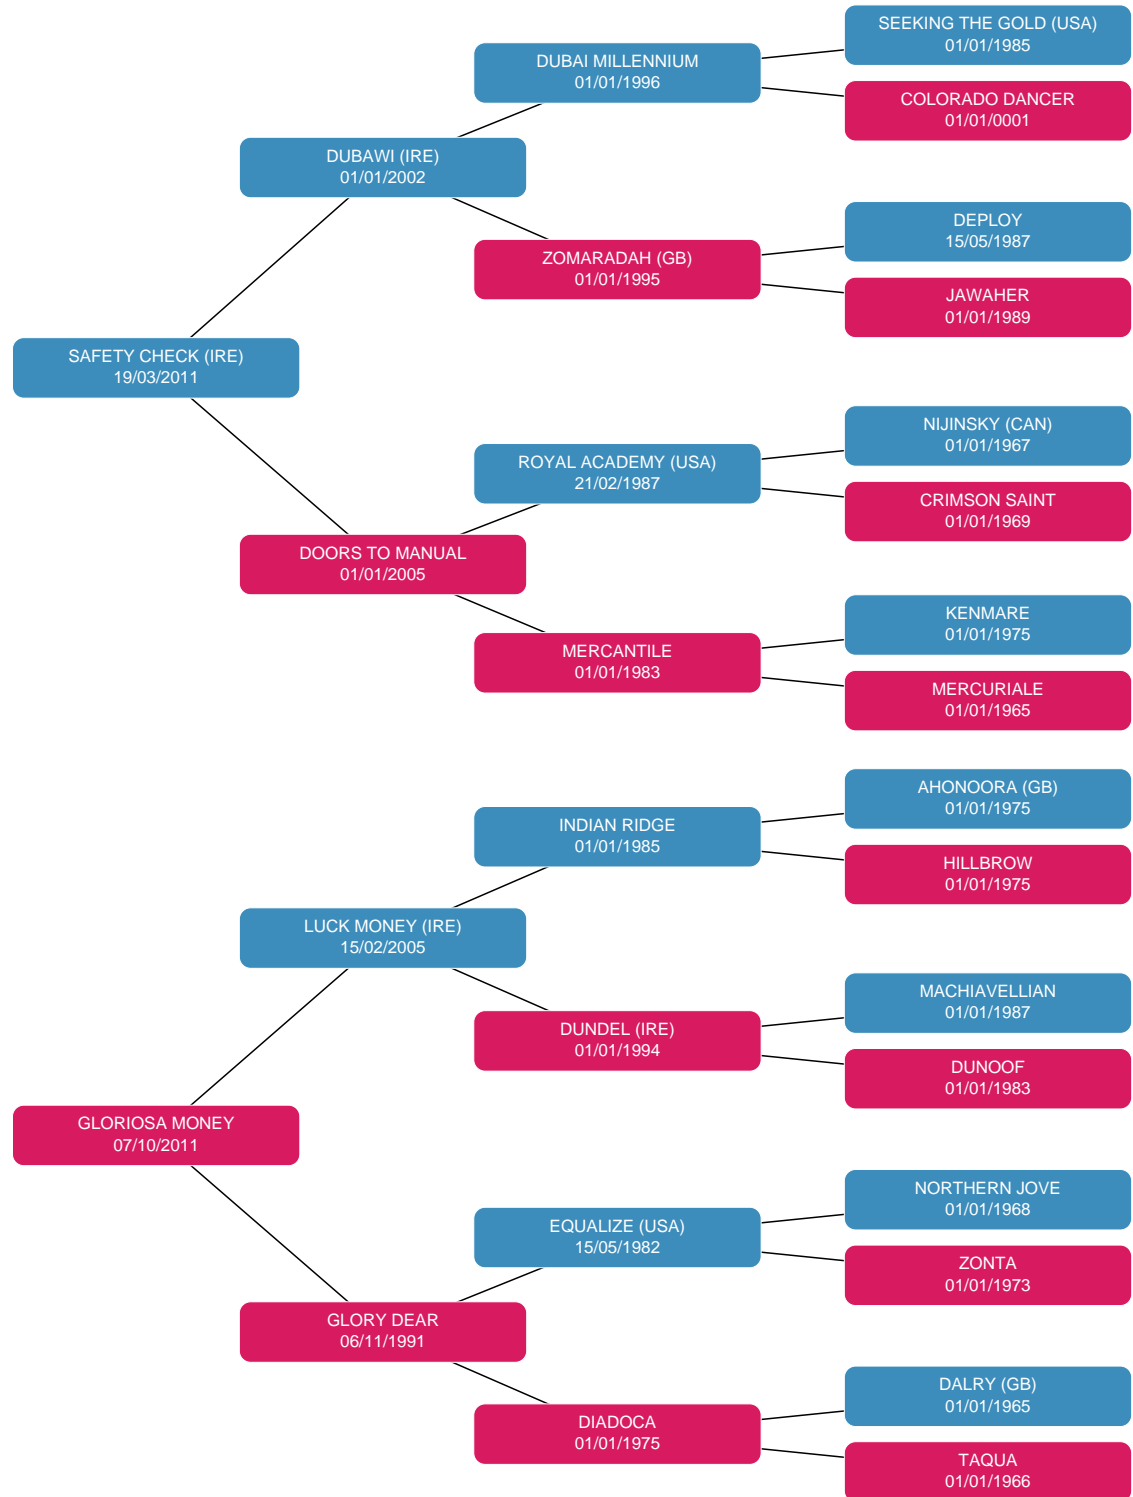 SEEKING THE GOLD (USA)
01/01/1985
DUBAI MILLENNIUM
01/01/1996
COLORADO DANCER
01/01/0001
DUBAWI (IRE)
01/01/2002
DEPLOY
15/05/1987
ZOMARADAH (GB)
01/01/1995
JAWAHER
01/01/1989
SAFETY CHECK (IRE)
19/03/2011
NIJINSKY (CAN)
01/01/1967
ROYAL ACADEMY (USA)
21/02/1987
CRIMSON SAINT
01/01/1969
DOORS TO MANUAL
01/01/2005
KENMARE
01/01/1975
MERCANTILE
01/01/1983
MERCURIALE
01/01/1965
AHONOORA (GB)
01/01/1975
INDIAN RIDGE
01/01/1985
HILLBROW
01/01/1975
LUCK MONEY (IRE)
15/02/2005
MACHIAVELLIAN
01/01/1987
DUNDEL (IRE)
01/01/1994
DUNOOF
01/01/1983
GLORIOSA MONEY
07/10/2011
NORTHERN JOVE
01/01/1968
EQUALIZE (USA)
15/05/1982
ZONTA
01/01/1973
GLORY DEAR
06/11/1991
DALRY (GB)
01/01/1965
DIADOCA
01/01/1975
TAQUA
01/01/1966